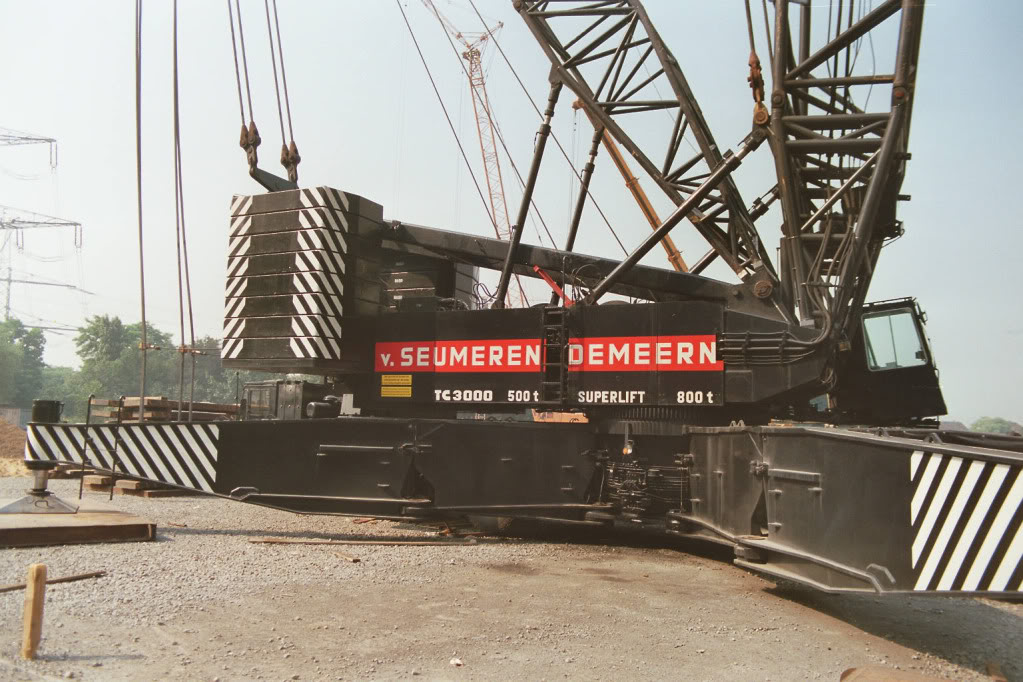 v. SEUMEREN DEMEERN
TC3000 500t SUPERLIFT 800t